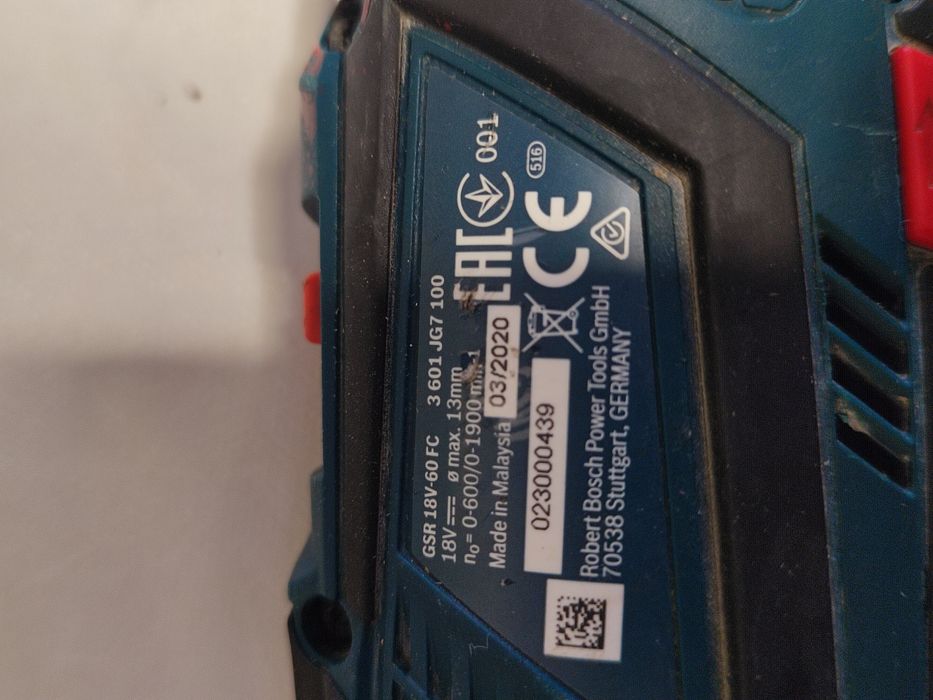 GSR 18V-60 FC 3 601 JG7 100
18V⎓ ø max. 13mm
n₀ = 0-600/0-1900 min
Made in Malaysia 03/2020
023000439
Robert Bosch Power Tools GmbH
70538 Stuttgart, GERMANY
EAC 001
CE 516